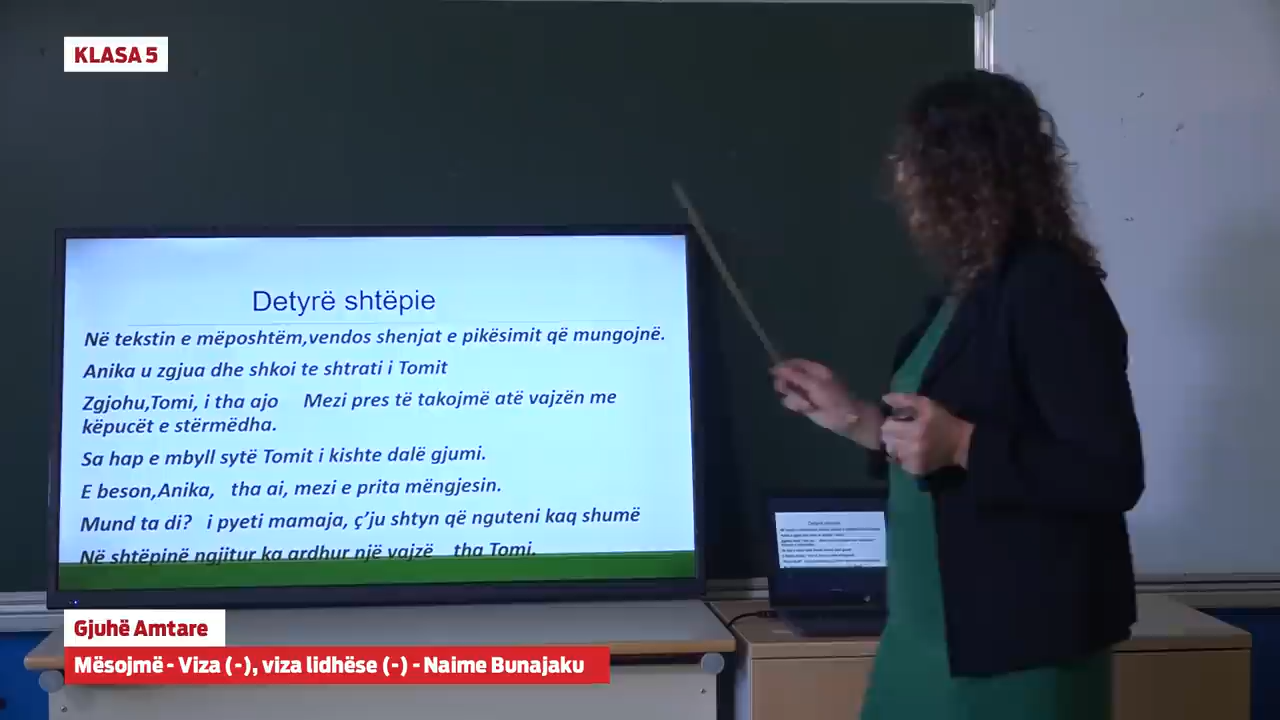 KLASA 5
Detyrë shtëpie
Në tekstin e mëposhtëm,vendos shenjat e pikësimit që mungojnë.
Anika u zgjua dhe shkoi te shtrati i Tomit
Zgjohu,Tomi, i tha ajo Mezi pres të takojmë atë vajzën me
këpucët e stërmëdha.
Sa hap e mbyll sytë Tomit i kishte dalë gjumi.
E beson,Anika, tha ai, mezi e prita mëngjesin.
Mund ta di? i pyeti mamaja, ç’ju shtyn që nguteni kaq shumë
Në shtëpinë ngjitur ka ardhur një vajzë tha Tomi.
Gjuhë Amtare
Mësojmë - Viza (-), viza lidhëse (-) - Naime Bunajaku